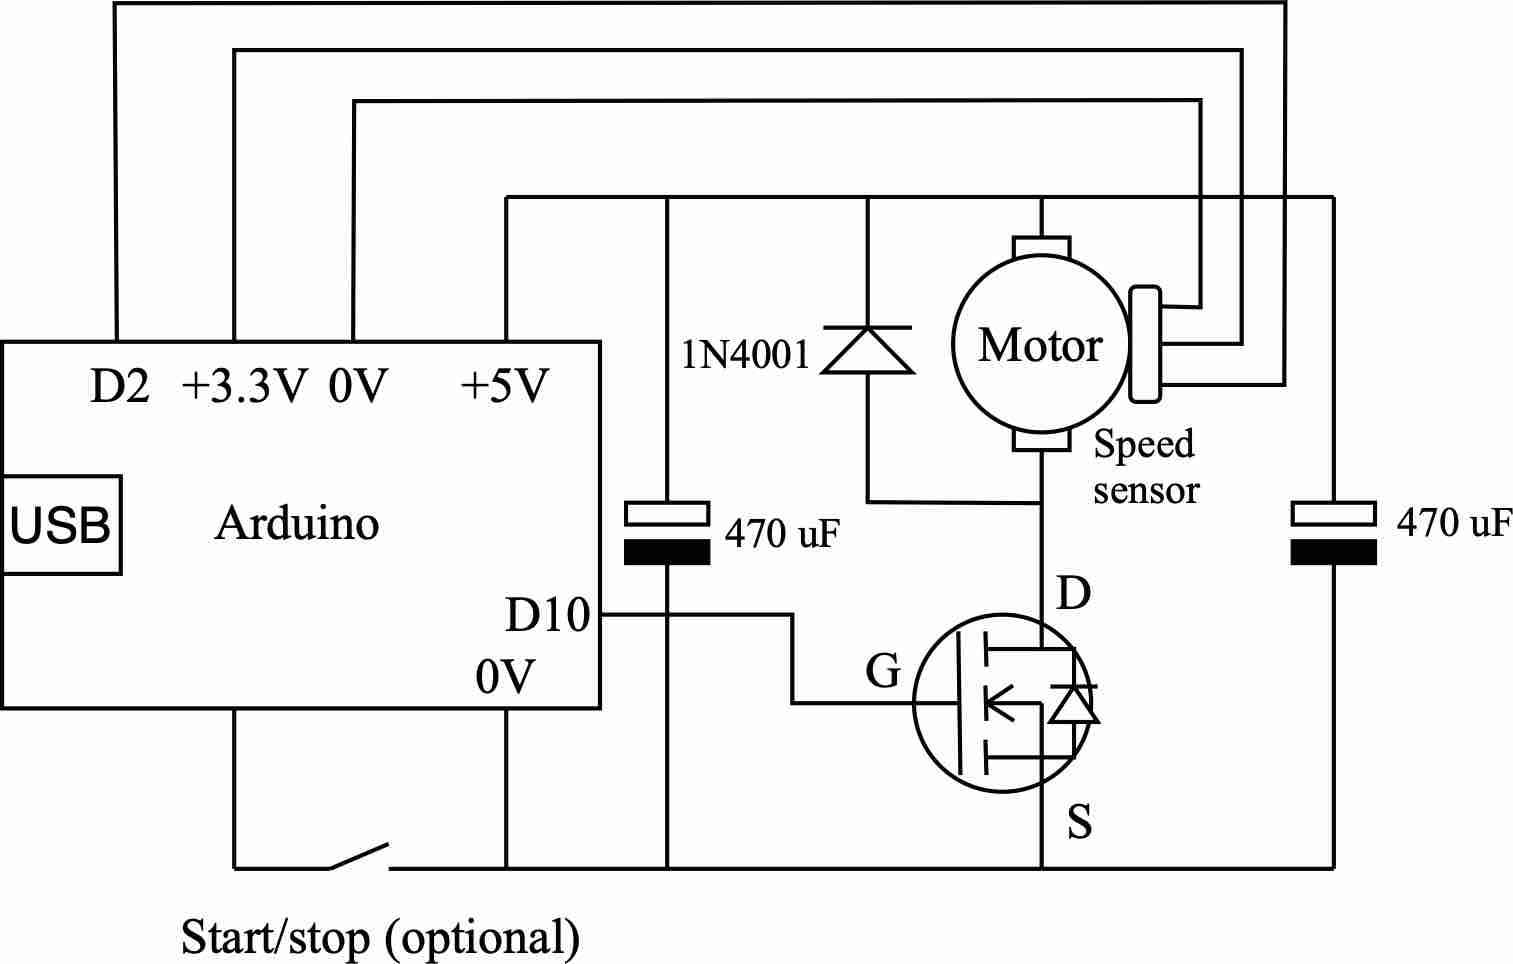 D2 +3.3V 0V +5V
USB
Arduino
D10
0V
1N4001
470 uF
Motor
Speed
sensor
470 uF
D
G
S
Start/stop (optional)